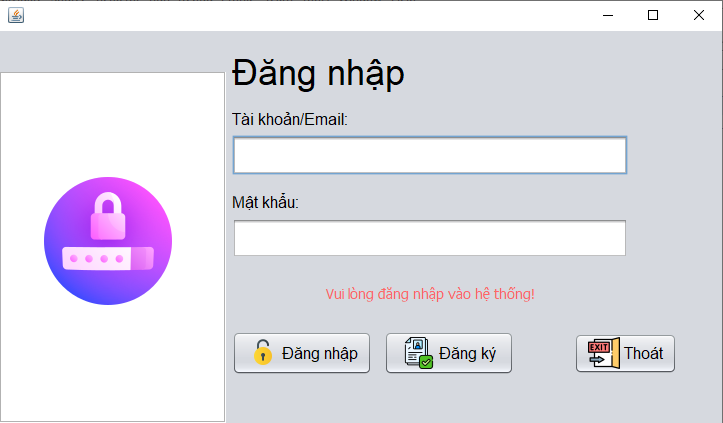 Đăng nhập
Tài khoản/Email:
Mật khẩu:
Vui lòng đăng nhập vào hệ thống!
Đăng nhập
Đăng ký
EXIT
Thoát